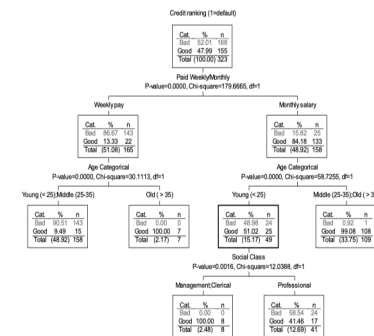 Credit ranking (1=default)
Cat. % n
Bad 52.01 168
Good 47.99 155
Total (100.00) 323
Paid Weekly/Monthly
P-value=0.0000, Chi-square=179.6665, df=1
Weekly pay
Monthly salary
Cat. % n
Bad 86.67 143
Good 13.33 22
Total (51.08) 165
Cat. % n
Bad 15.82 25
Good 84.18 133
Total (48.92) 158
Age Categorical
P-value=0.0000, Chi-square=30.1113, df=1
Age Categorical
P-value=0.0000, Chi-square=58.7255, df=1
Young (< 25);Middle (25-35)
Old ( > 35)
Young (< 25)
Middle (25-35);Old ( > 3
Cat. % n
Bad 90.51 143
Good 9.49 15
Total (48.92) 158
Cat. % n
Bad 0.00 0
Good 100.00 7
Total (2.17) 7
Cat. % n
Bad 48.98 24
Good 51.02 25
Total (15.17) 49
Cat. % n
Bad 0.92 1
Good 99.08 108
Total (33.75) 109
Social Class
P-value=0.0016, Chi-square=12.0388, df=1
Management;Clerical
Professional
Cat. % n
Bad 0.00 0
Good 100.00 8
Total (2.48) 8
Cat. % n
Bad 58.54 24
Good 41.46 17
Total (12.69) 41